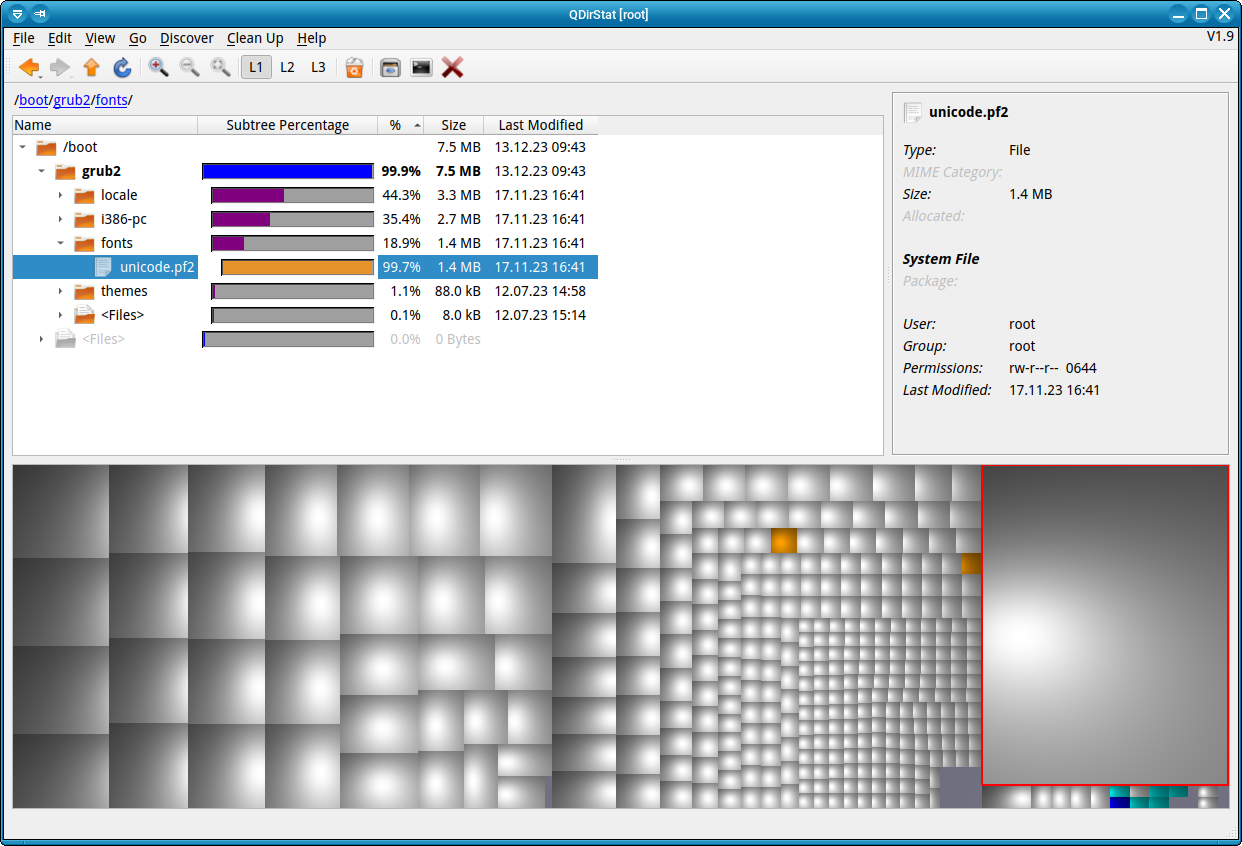 QDirStat [root]
File Edit View Go Discover Clean Up Help V1.9
L1 L2 L3
/boot/grub2/fonts/
Name Subtree Percentage % Size Last Modified
/boot 7.5 MB 13.12.23 09:43
grub2 99.9% 7.5 MB 13.12.23 09:43
locale 44.3% 3.3 MB 17.11.23 16:41
i386-pc 35.4% 2.7 MB 17.11.23 16:41
fonts 18.9% 1.4 MB 17.11.23 16:41
unicode.pf2 99.7% 1.4 MB 17.11.23 16:41
themes 1.1% 88.0 kB 12.07.23 14:58
<Files> 0.1% 8.0 kB 12.07.23 15:14
<Files> 0.0% 0 Bytes
unicode.pf2
Type: File
MIME Category:
Size: 1.4 MB
Allocated:
System File
Package:
User: root
Group: root
Permissions: rw-r--r-- 0644
Last Modified: 17.11.23 16:41